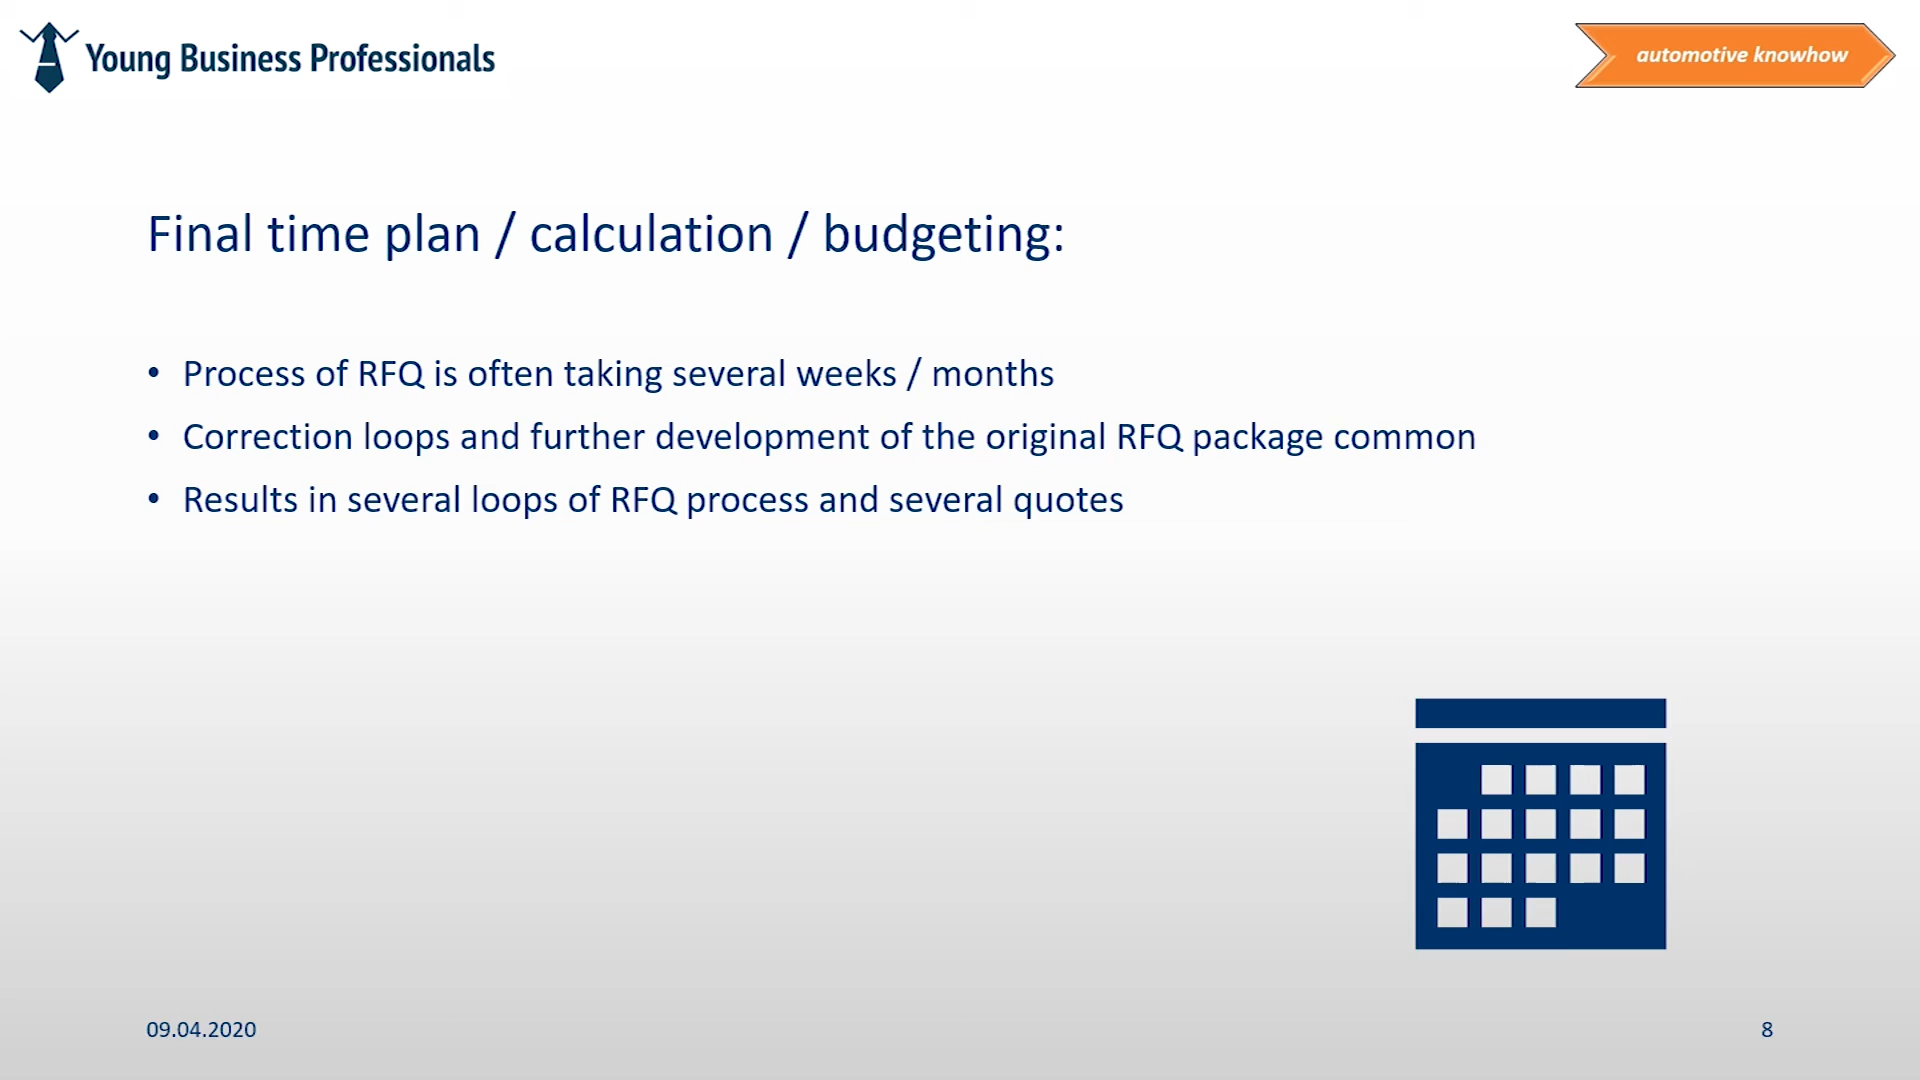 Young Business Professionals
automotive knowhow
Final time plan / calculation / budgeting:
• Process of RFQ is often taking several weeks / months
• Correction loops and further development of the original RFQ package common
• Results in several loops of RFQ process and several quotes
09.04.2020
8